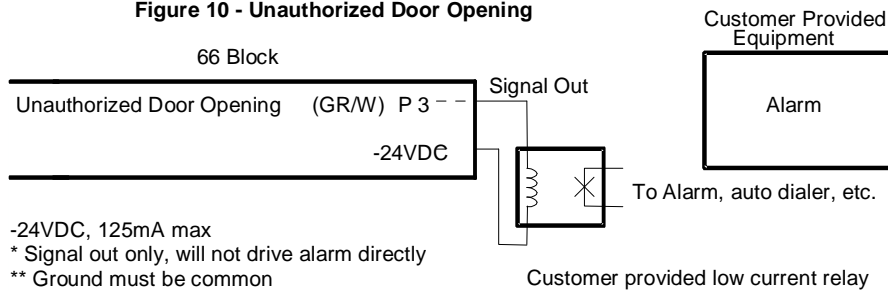 Figure 10 - Unauthorized Door Opening
Customer Provided
Equipment
66 Block
Signal Out
Unauthorized Door Opening (GR/W) P 3
Alarm
-24VDC
To Alarm, auto dialer, etc.
-24VDC, 125mA max
* Signal out only, will not drive alarm directly
** Ground must be common
Customer provided low current relay